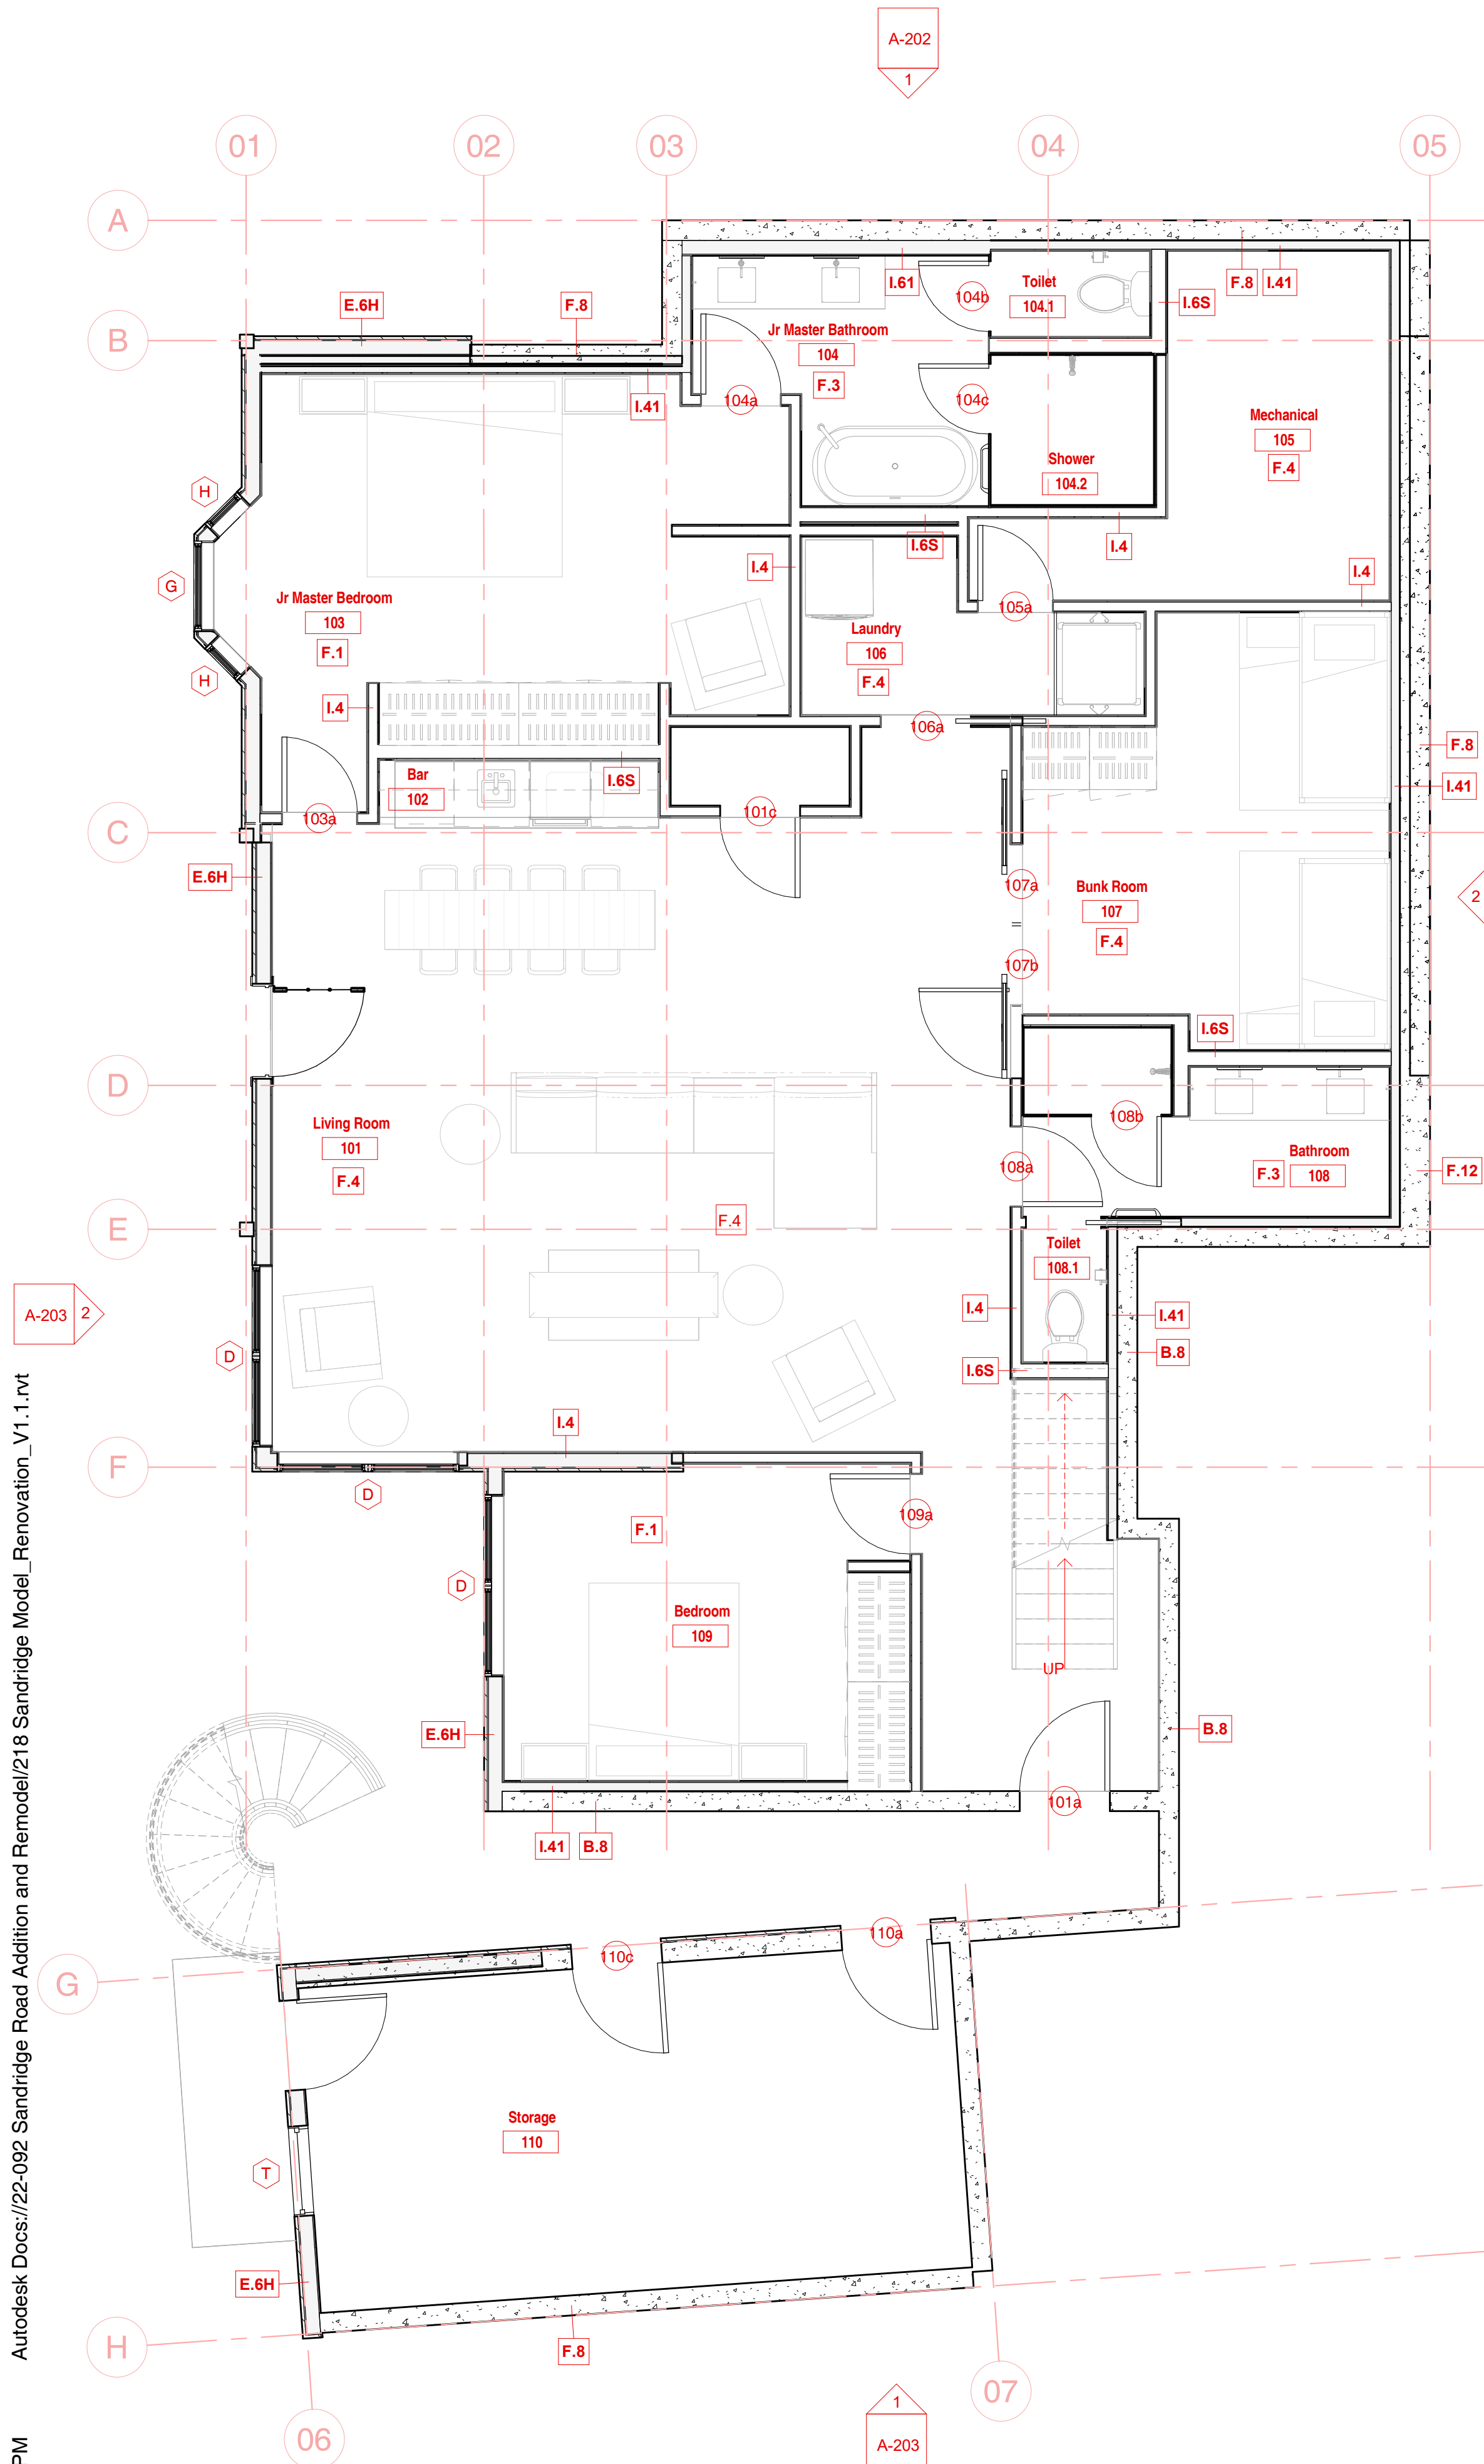 A-202
1
01
02
03
04
05
A
I.61
104b
Toilet
104.1
F.8
I.41
I.6S
E.6H
F.8
B
Jr Master Bathroom
104
F.3
I.41
104a
104c
Mechanical
105
F.4
Shower
104.2
H
I.6S
I.4
G
I.4
I.4
Jr Master Bedroom
103
F.1
105a
Laundry
106
F.4
H
I.4
106a
F.8
I.6S
I.41
Bar
102
103a
101c
C
E.6H
107a
Bunk Room
107
F.4
2
107b
I.6S
D
Living Room
101
F.4
108b
108a
Bathroom
F.3
108
F.12
F.4
E
Toilet
108.1
A-203
2
I.4
I.41
D
B.8
I.6S
I.4
F
D
109a
F.1
D
Bedroom
109
UP
E.6H
B.8
101a
I.41
B.8
110a
110c
G
Storage
110
T
E.6H
H
F.8
07
06
1
A-203
Autodesk Docs://22-092 Sandridge Road Addition and Remodel/218 Sandridge Model_Renovation_V1.1.rvt
PM